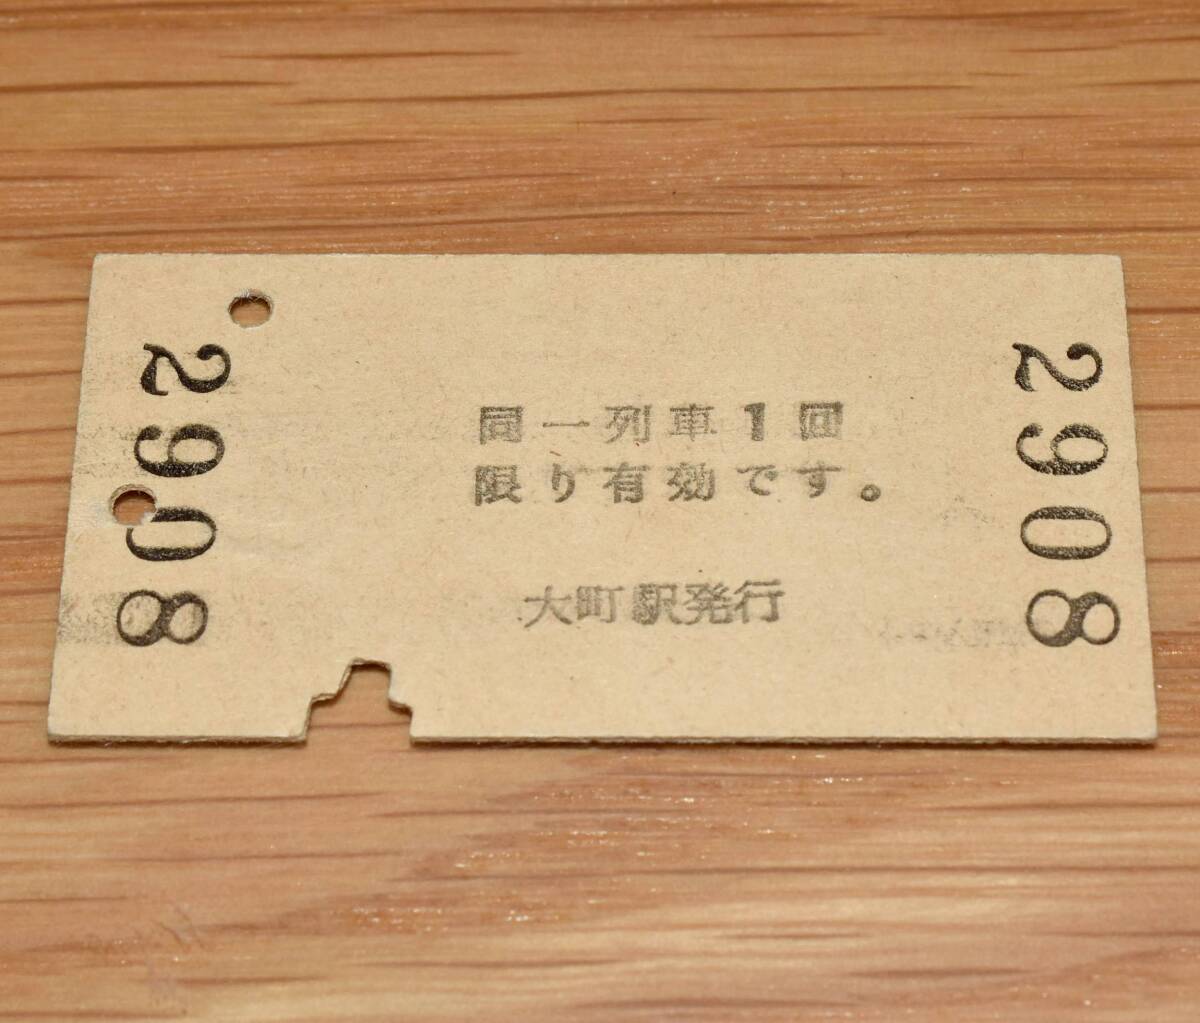 2908
同一列車1回
限り有効です。
大町駅発行
2908